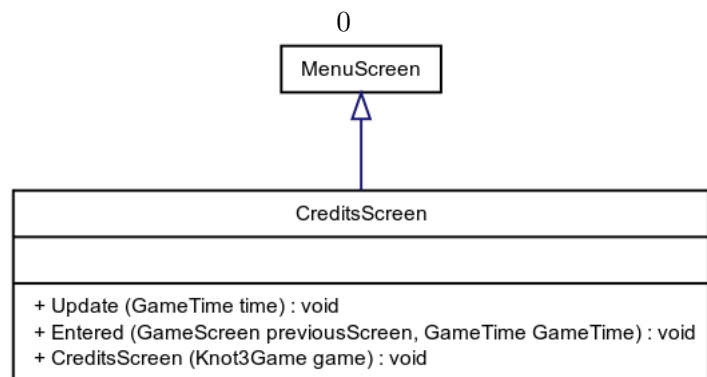 0
MenuScreen
CreditsScreen
+ Update (GameTime time) : void
+ Entered (GameScreen previousScreen, GameTime GameTime) : void
+ CreditsScreen (Knot3Game game) : void